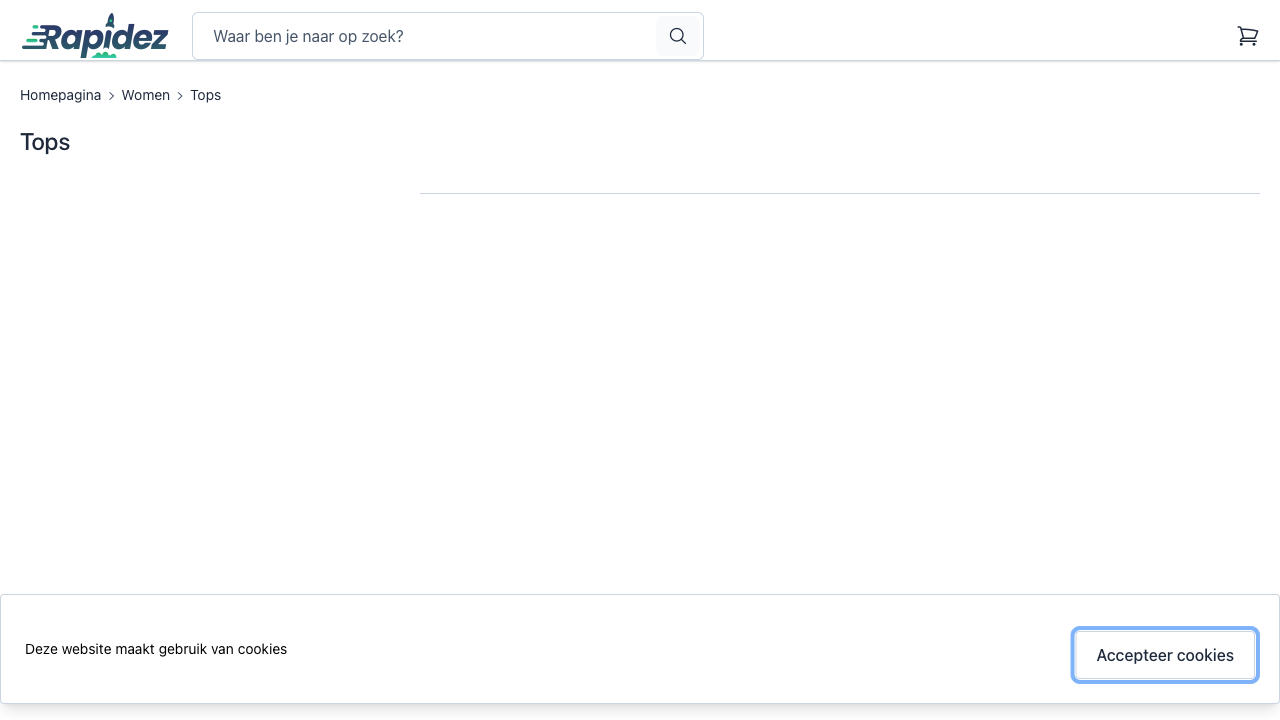 Rapidez
Waar ben je naar op zoek?
Homepagina > Women > Tops
Tops
Deze website maakt gebruik van cookies
Accepteer cookies